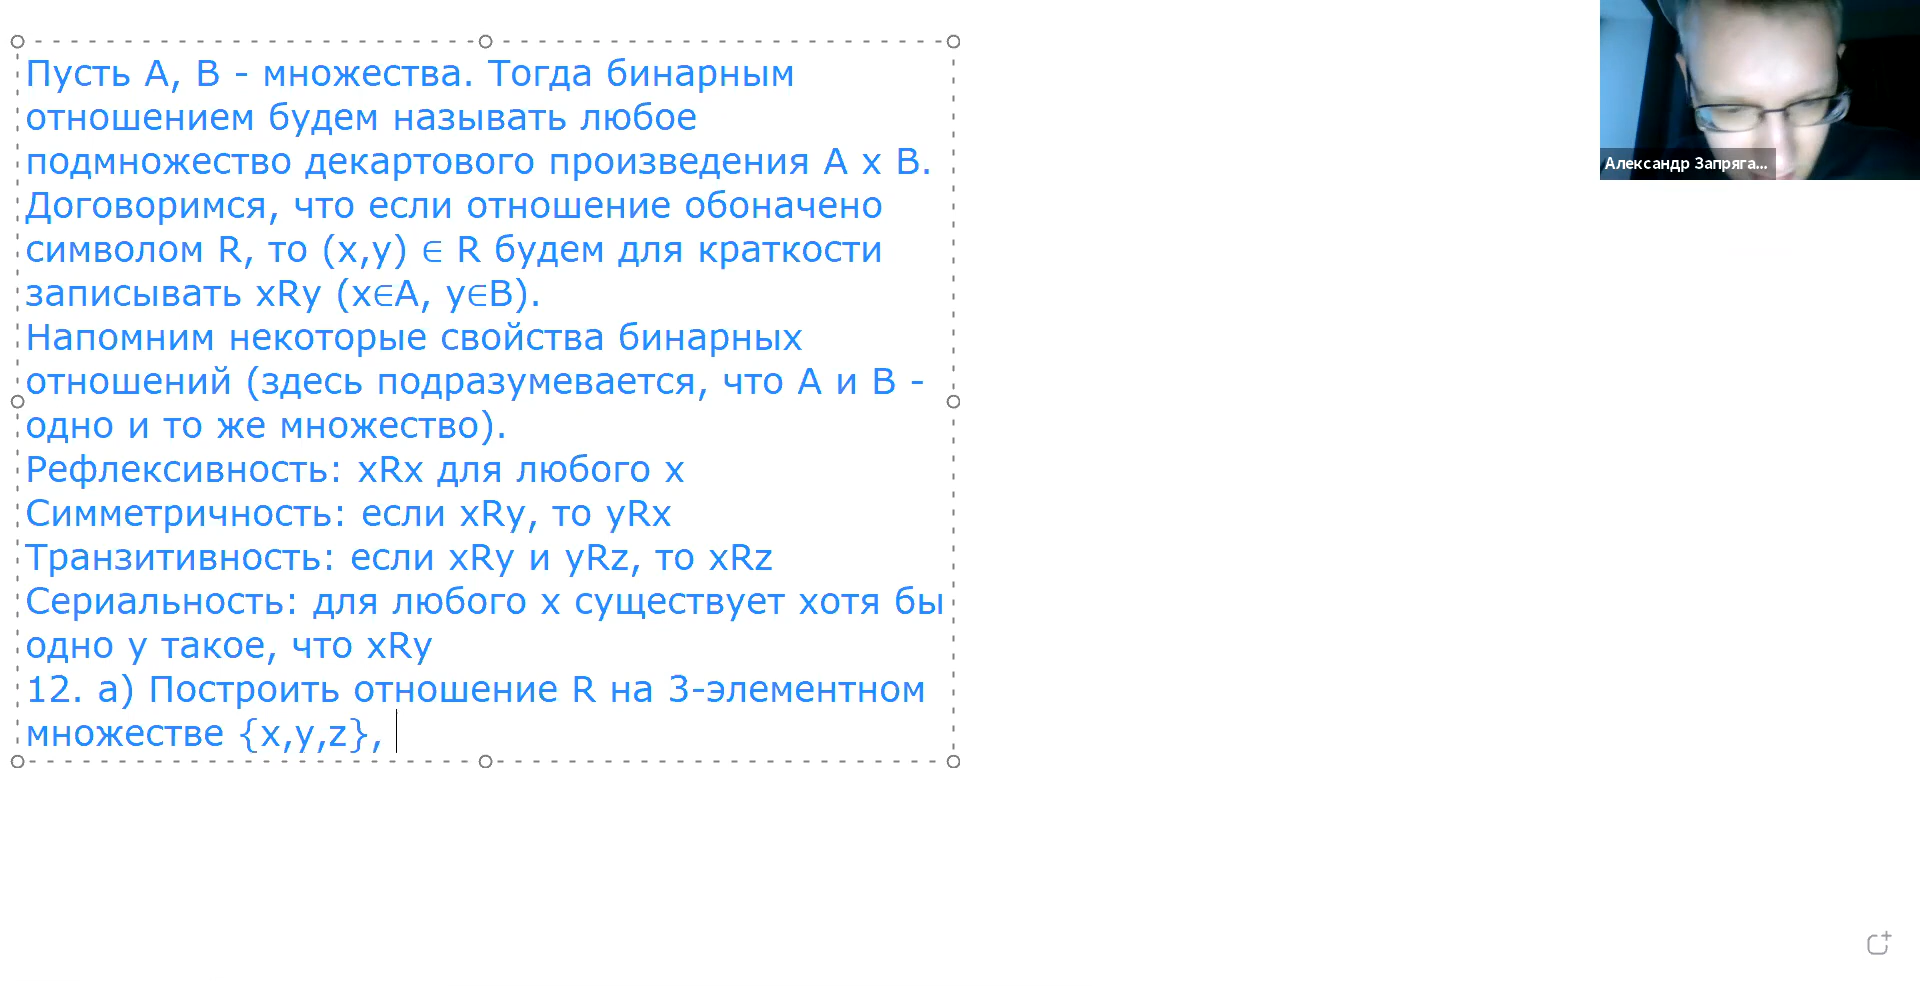 Пусть А, В - множества. Тогда бинарным
отношением будем называть любое
подмножество декартового произведения А х В.
Договоримся, что если отношение обоначено
символом R, то (x,y) ∈ R будем для краткости
записывать xRy (x∈A, y∈B).
Напомним некоторые свойства бинарных
отношений (здесь подразумевается, что А и В -
одно и то же множество).
Рефлексивность: xRx для любого x
Симметричность: если xRy, то yRx
Транзитивность: если xRy и yRz, то xRz
Сериальность: для любого x существует хотя бы
одно y такое, что xRy
12. а) Построить отношение R на 3-элементном
множестве {x,y,z},
Александр Запряга...